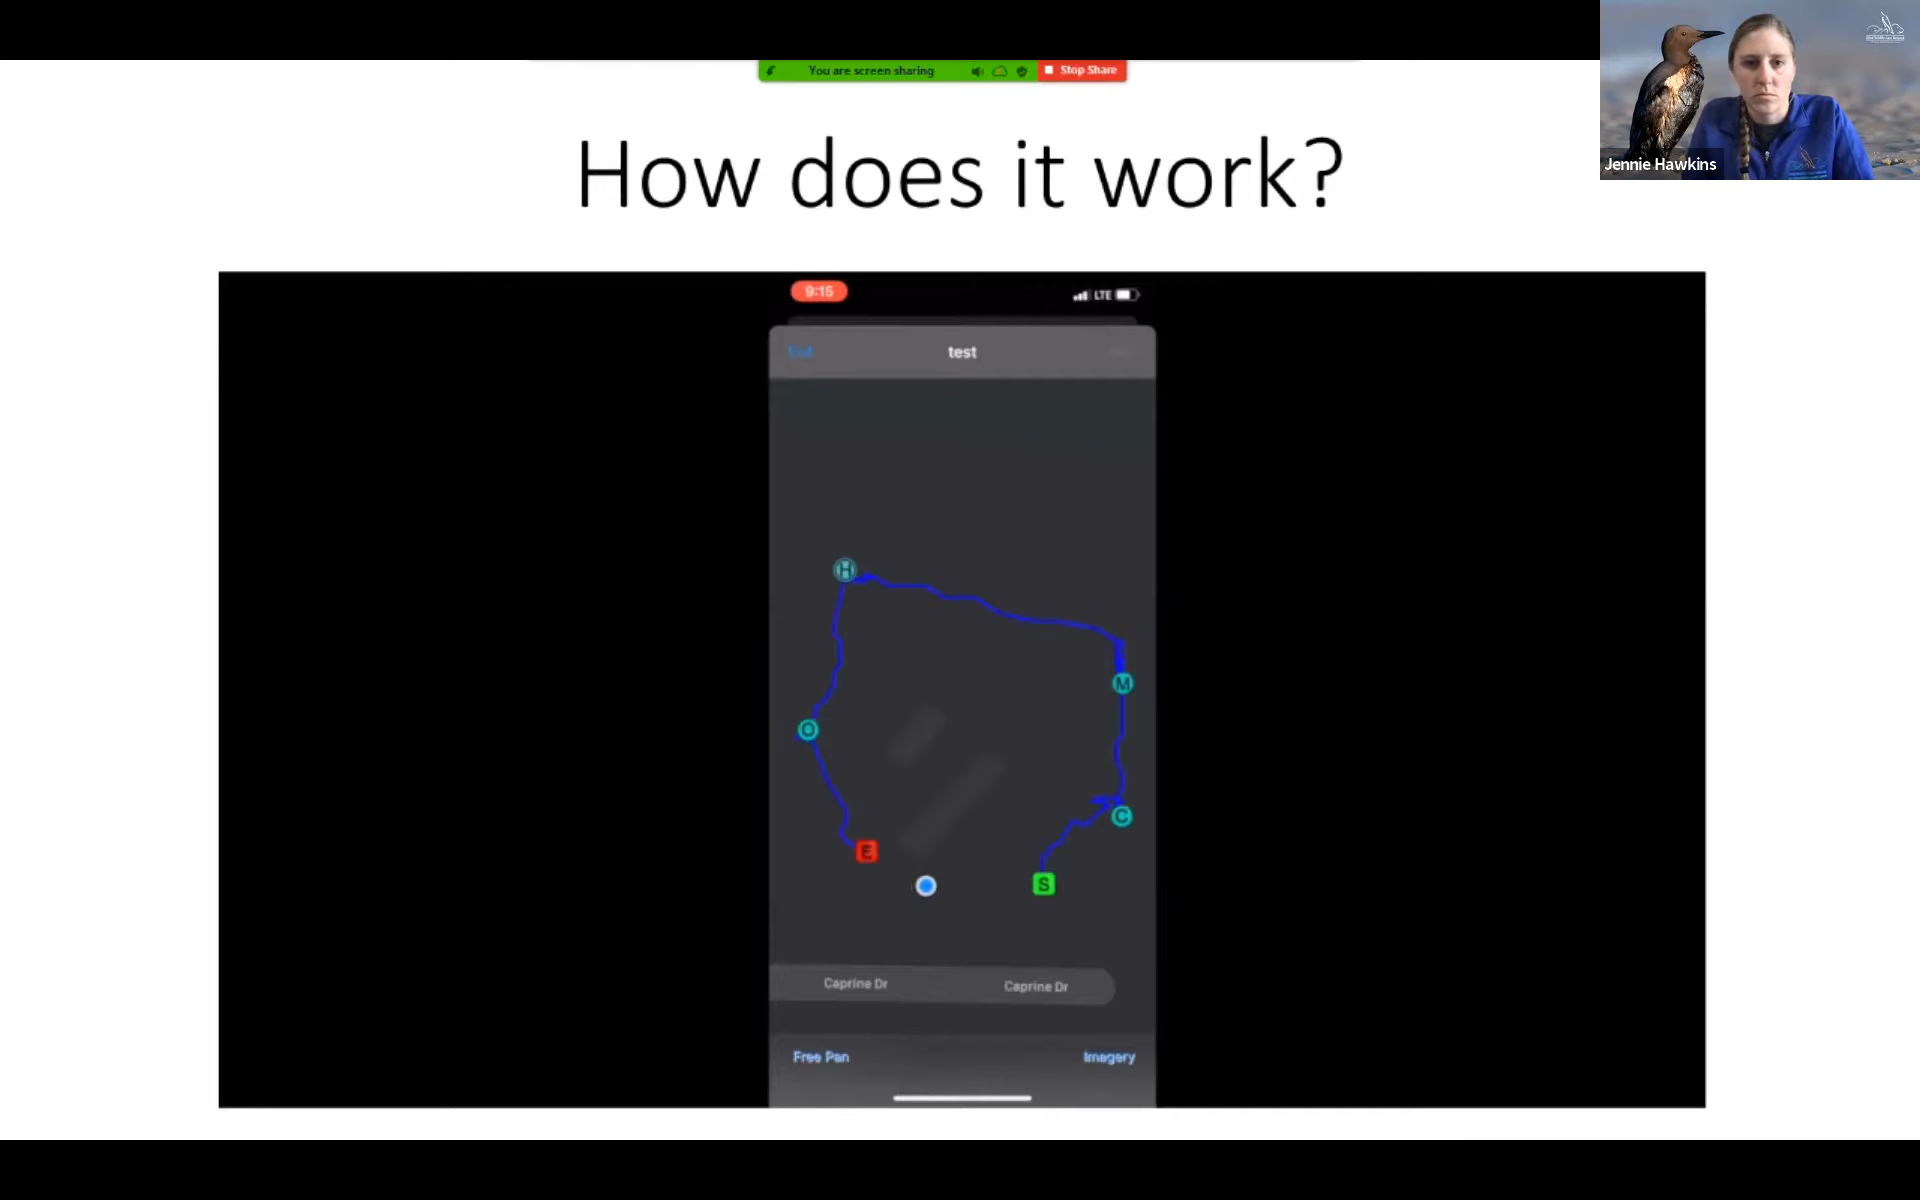 You are screen sharing
Stop Share
Jennie Hawkins
How does it work?
9:15
LTE
Exit
test
H
M
O
C
E
S
Caprine Dr
Caprine Dr
Free Pan
Imagery